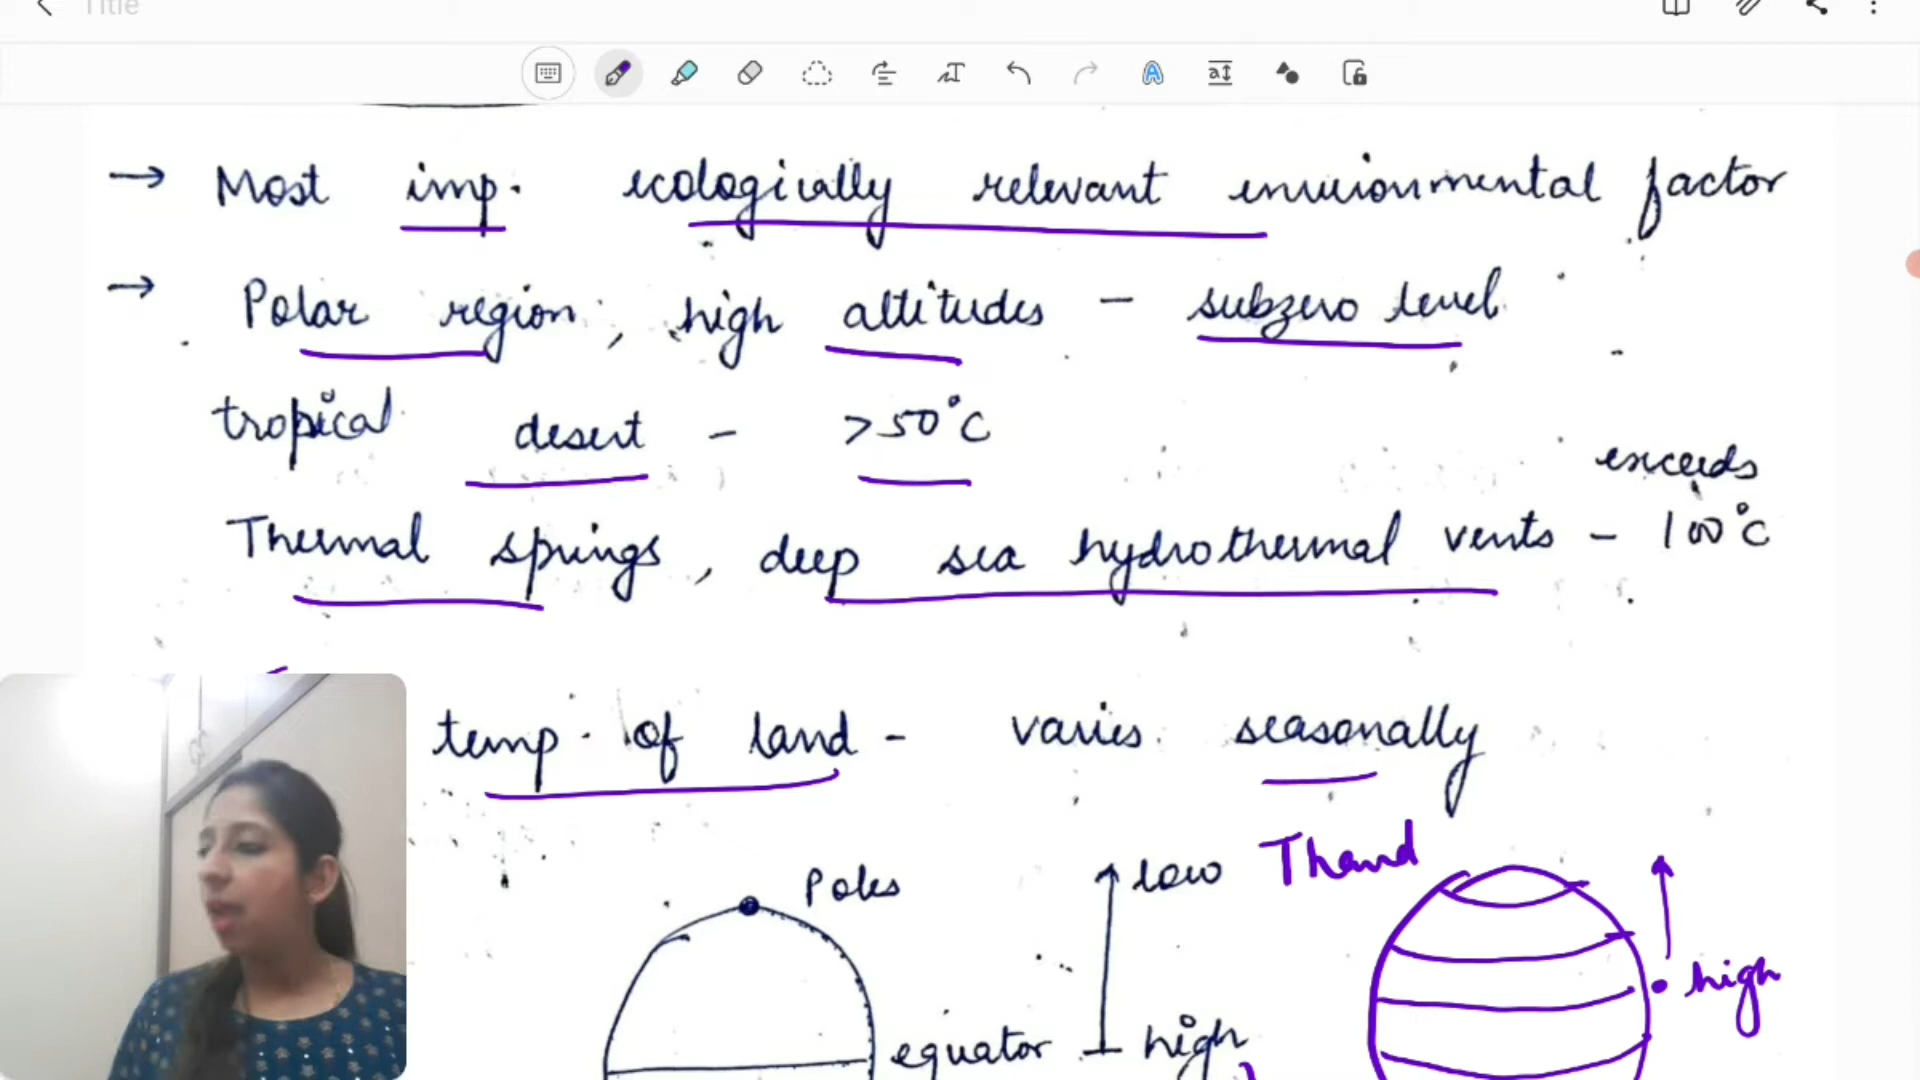 Title
→ Most imp. ecologically relevant environmental factor
→ Polar region, high altitudes - subzero level
tropical desert - >50°C
exceeds
Thermal springs, deep sea hydrothermal vents - 100°C
temp. of land - varies seasonally
Poles
low
Thand
high
equator
high